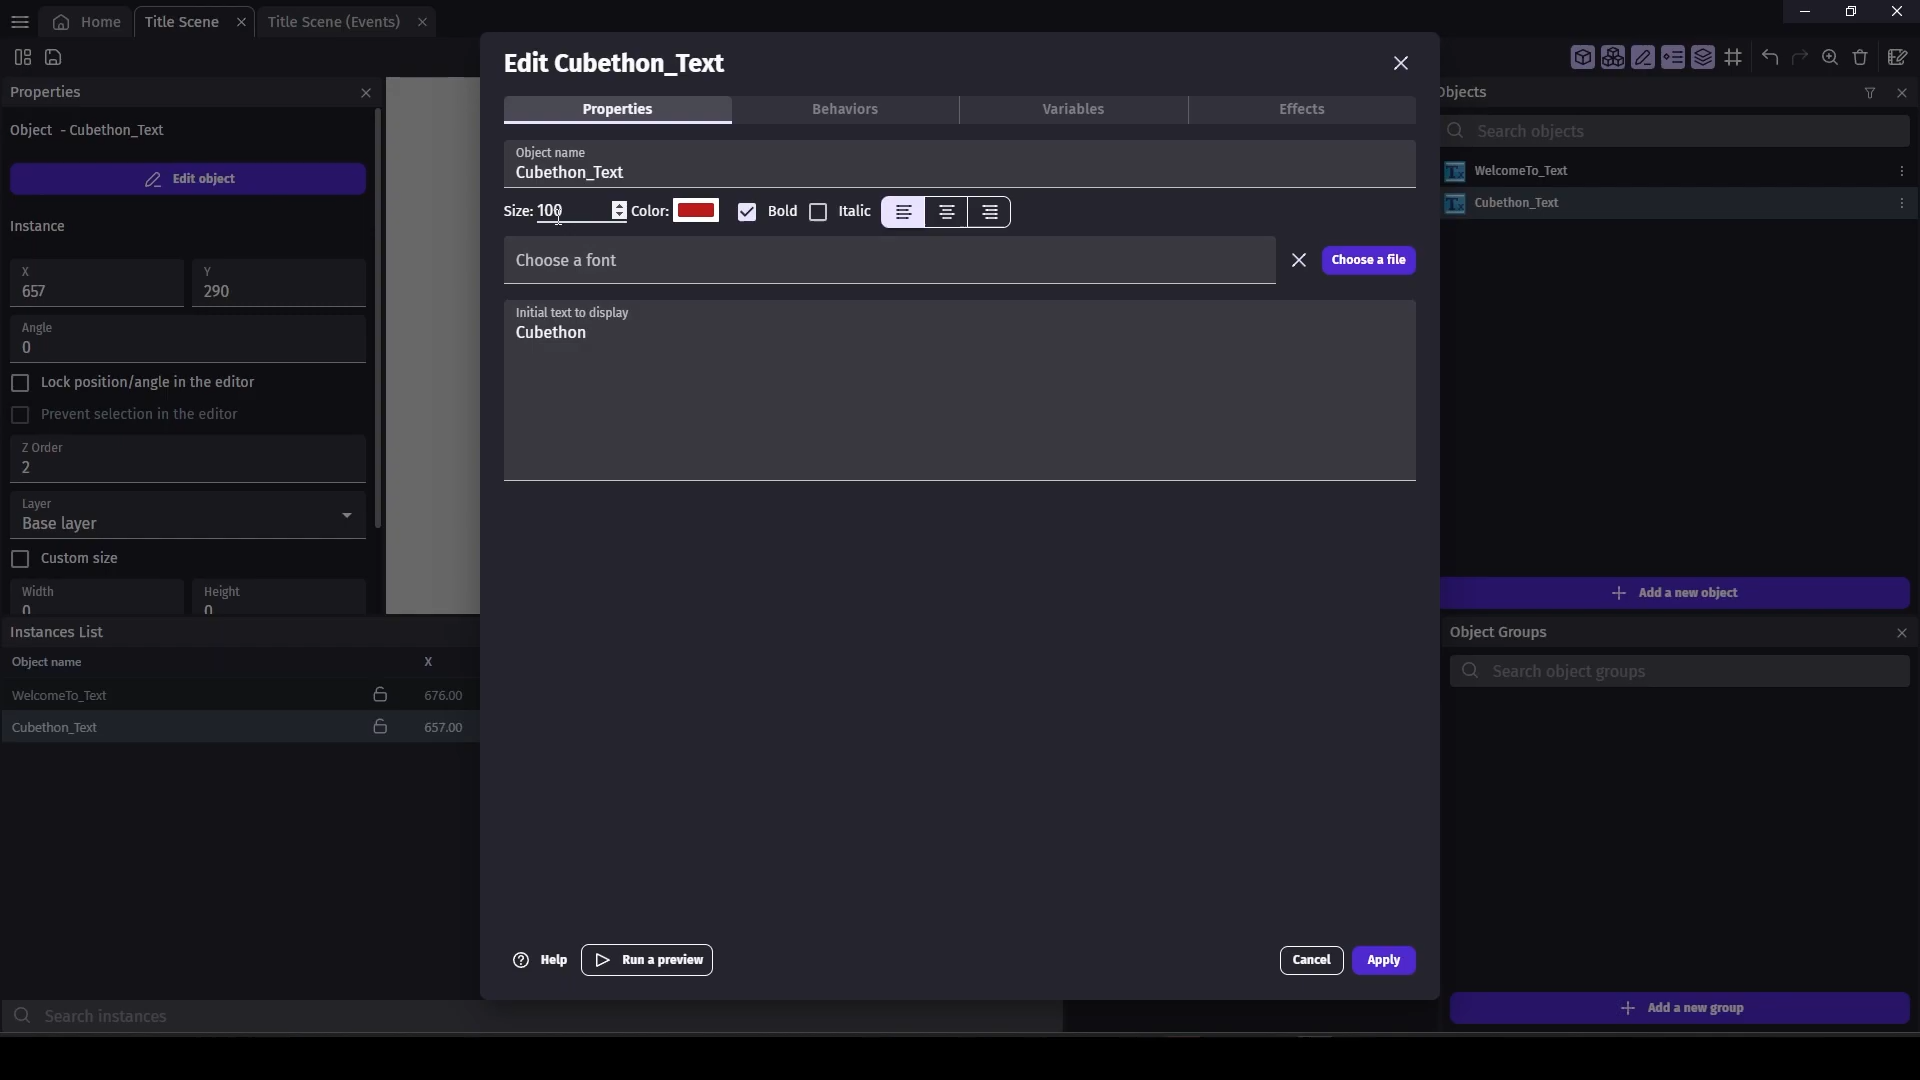 Home
Title Scene
Title Scene (Events)
Properties
Object - Cubethon_Text
Edit object
Instance
X
657
Y
290
Angle
0
Lock position/angle in the editor
Prevent selection in the editor
Z Order
2
Layer
Base layer
Custom size
Width
0
Height
0
Instances List
Object name
X
WelcomeTo_Text
676.00
Cubethon_Text
657.00
Search instances
Edit Cubethon_Text
Properties
Behaviors
Variables
Effects
Object name
Cubethon_Text
Size: 100
Color:
Bold
Italic
Choose a font
Choose a file
Initial text to display
Cubethon
Help
Run a preview
Cancel
Apply
Objects
Search objects
WelcomeTo_Text
Cubethon_Text
Add a new object
Object Groups
Search object groups
Add a new group